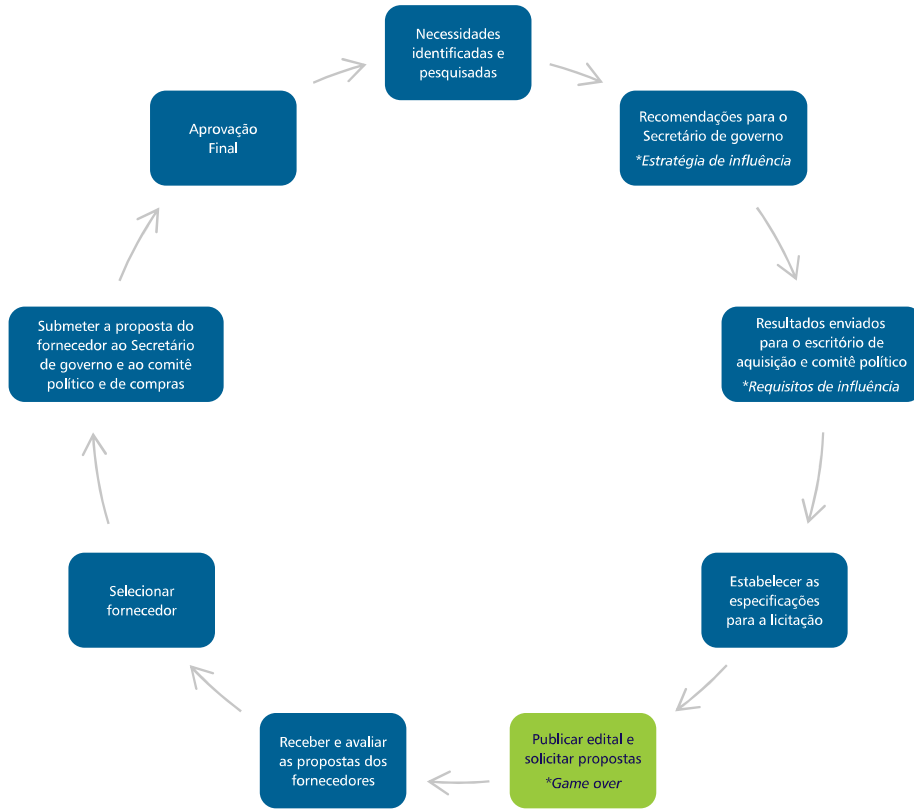 Necessidades
identificadas e
pesquisadas
Recomendações para o
Secretário de governo
*Estratégia de influência
Resultados enviados
para o escritório de
aquisição e comitê político
*Requisitos de influência
Estabelecer as
especificações
para a licitação
Publicar edital e
solicitar propostas
*Game over
Receber e avaliar
as propostas dos
fornecedores
Selecionar
fornecedor
Submeter a proposta do
fornecedor ao Secretário
de governo e ao comitê
político e de compras
Aprovação
Final